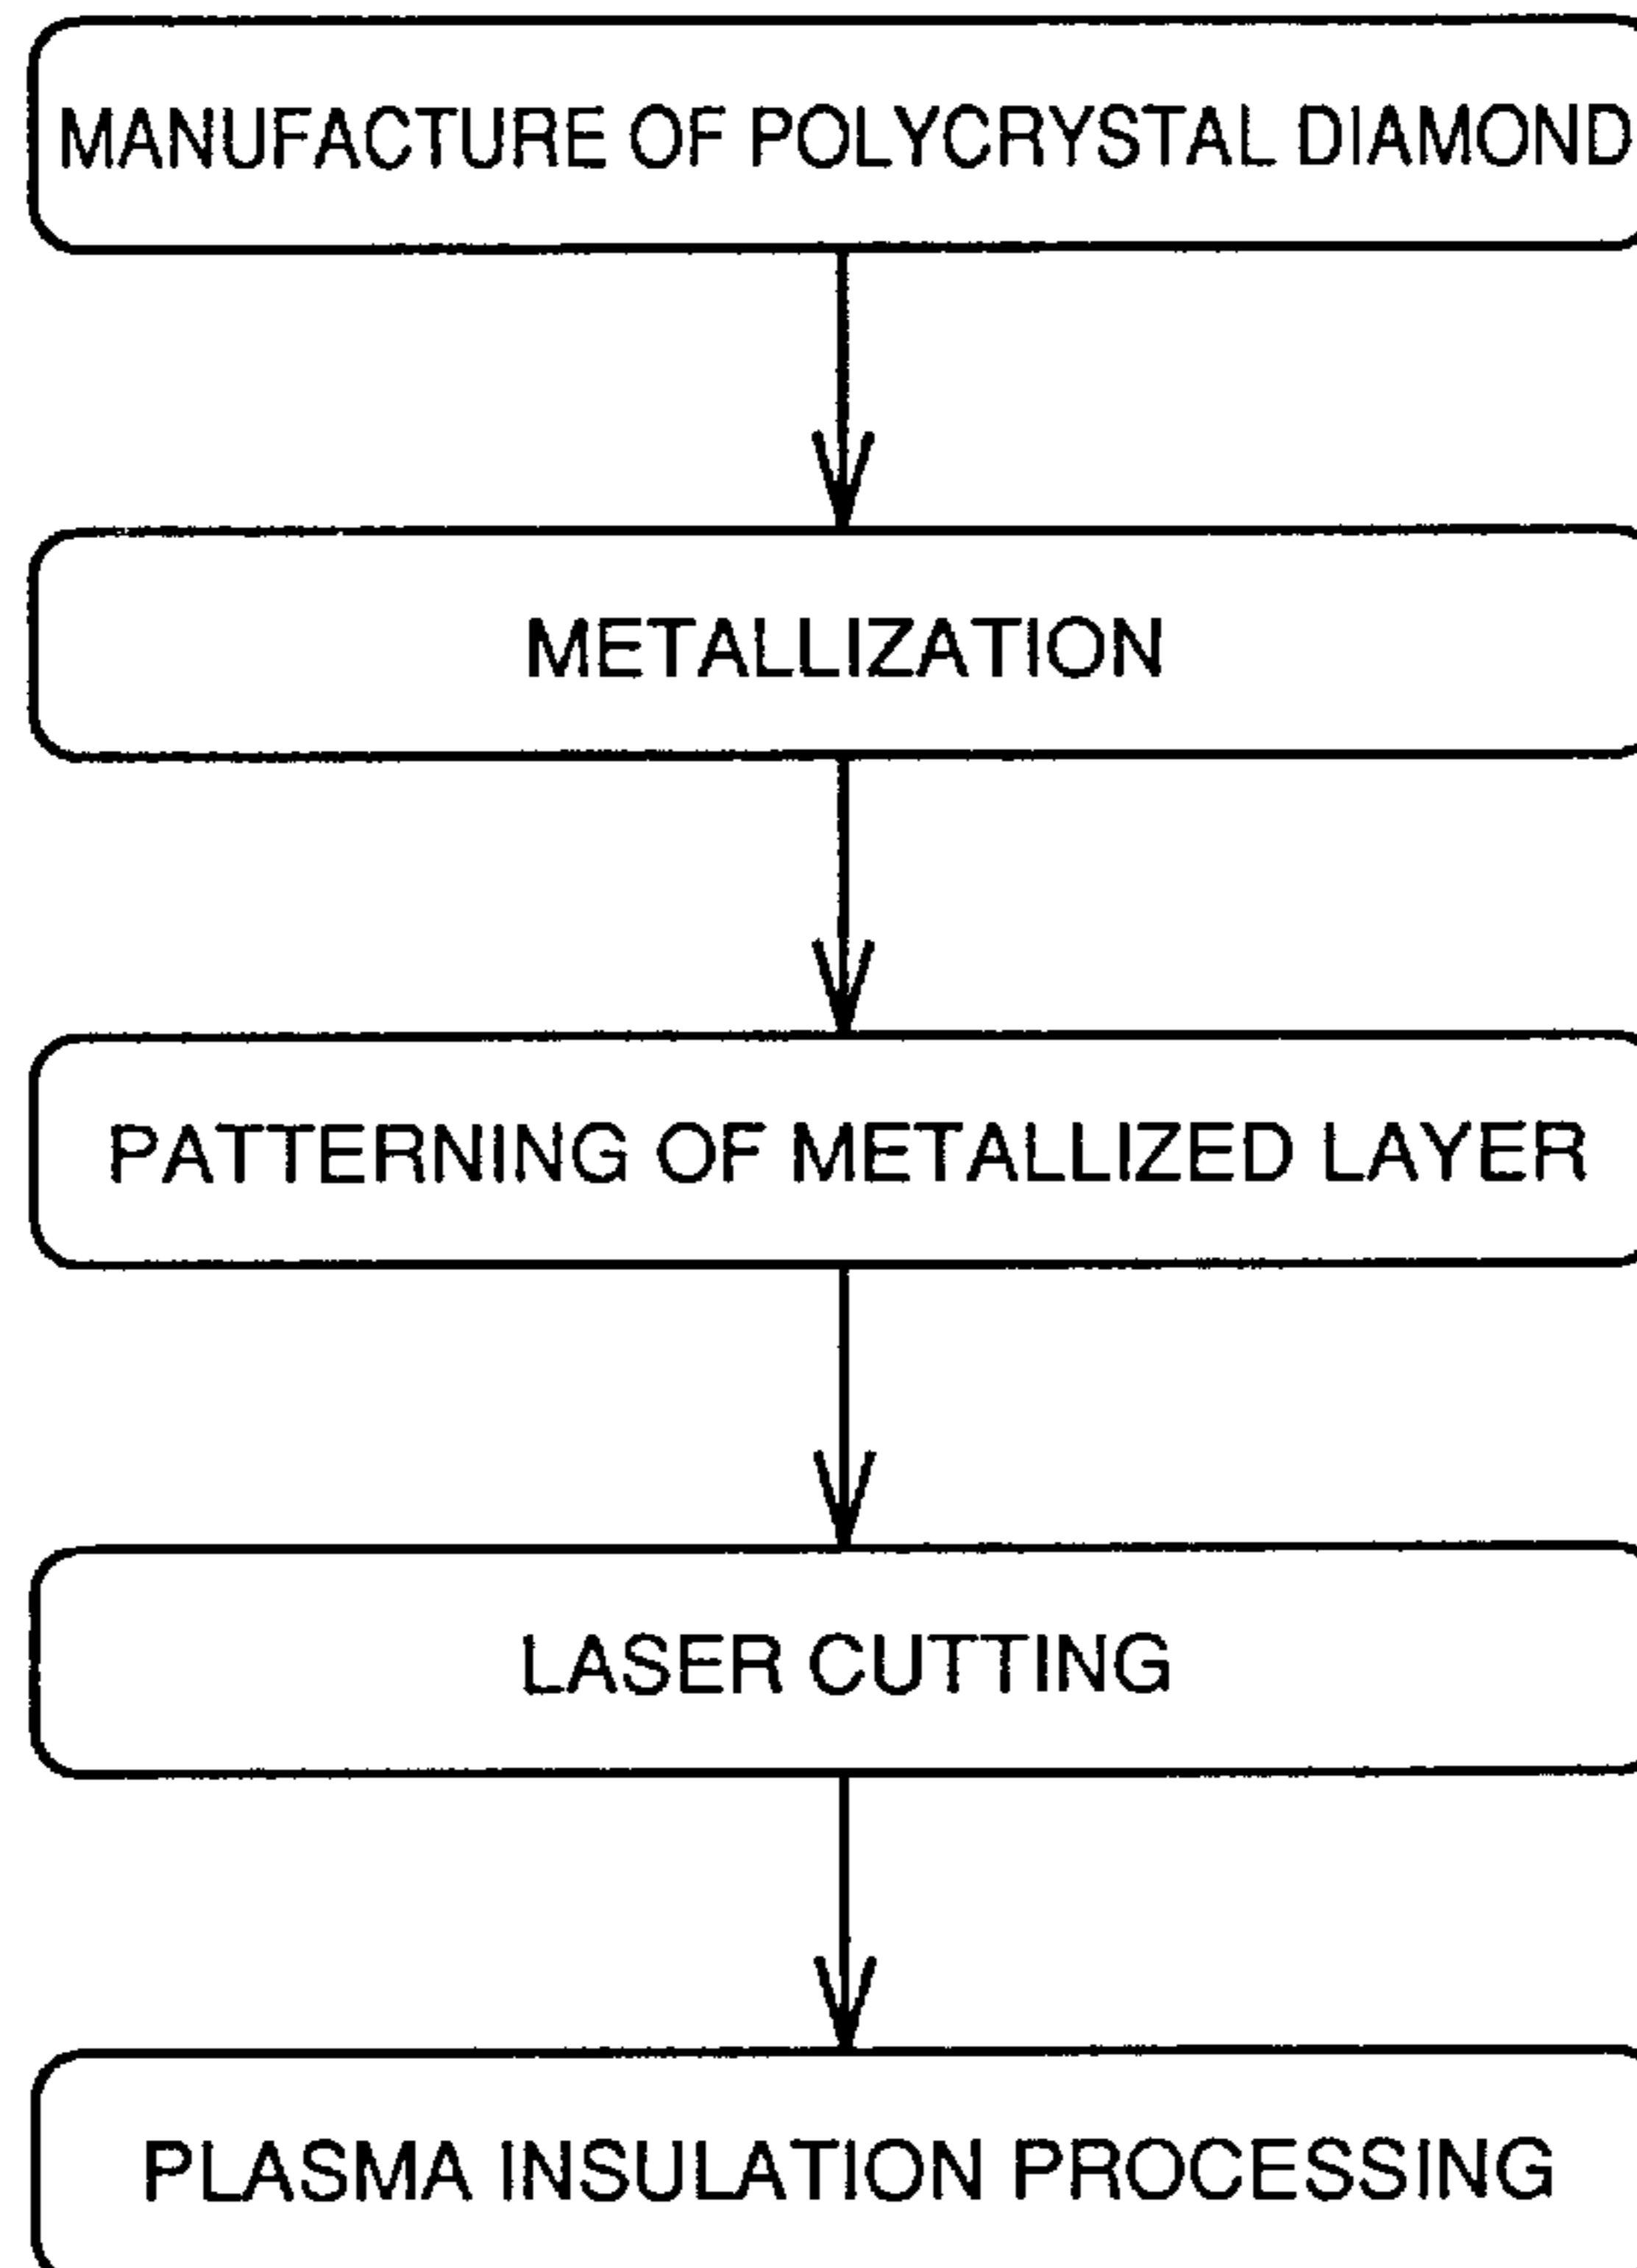 MANUFACTURE OF POLYCRYSTAL DIAMOND
METALLIZATION
PATTERNING OF METALLIZED LAYER
LASER CUTTING
PLASMA INSULATION PROCESSING